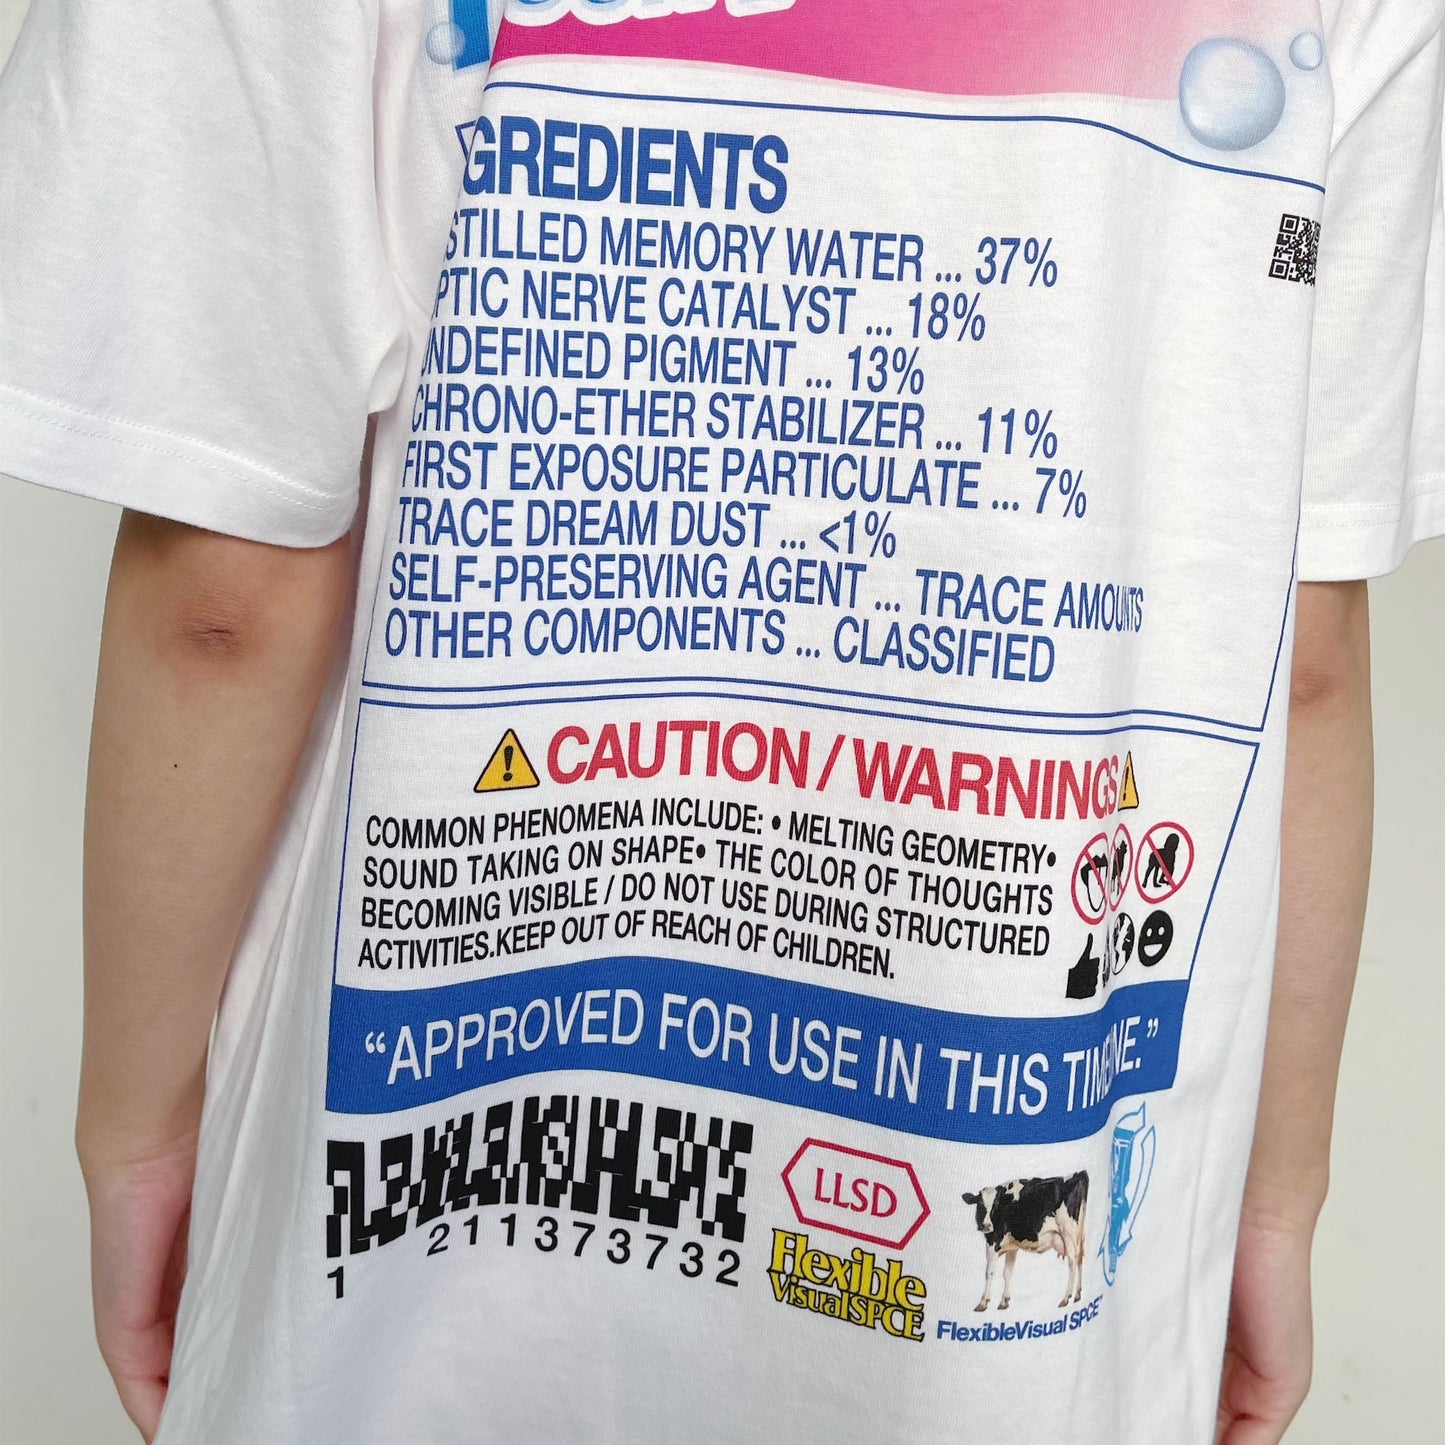 GREDIENTS
STILLED MEMORY WATER ... 37%
PTIC NERVE CATALYST ... 18%
UNDEFINED PIGMENT ... 13%
CHRONO-ETHER STABILIZER ... 11%
FIRST EXPOSURE PARTICULATE ... 7%
TRACE DREAM DUST ... <1%
SELF-PRESERVING AGENT ... TRACE AMOUNTS
OTHER COMPONENTS ... CLASSIFIED
CAUTION / WARNINGS
COMMON PHENOMENA INCLUDE: • MELTING GEOMETRY•
SOUND TAKING ON SHAPE• THE COLOR OF THOUGHTS
BECOMING VISIBLE / DO NOT USE DURING STRUCTURED
ACTIVITIES.KEEP OUT OF REACH OF CHILDREN.
“APPROVED FOR USE IN THIS TIMELINE.”
1 211373732
LLSD
Flexible
VisualSPCE
FlexibleVisual SPCE™